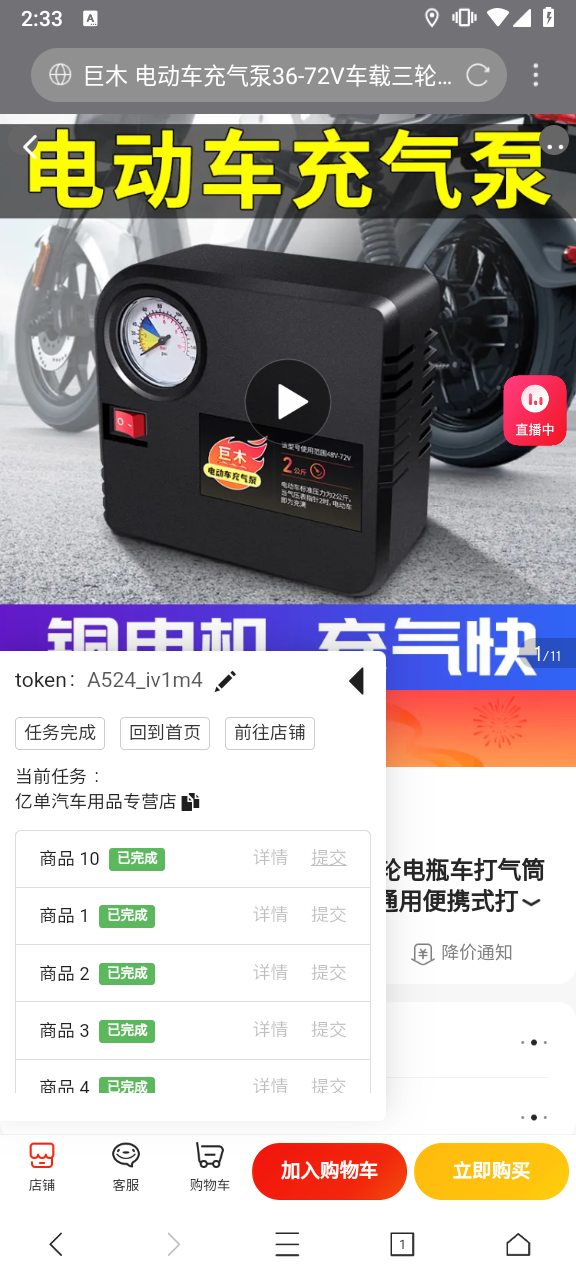 2:33
A
巨木 电动车充气泵36-72V车载三轮...
电动车充气泵
巨木
电动车充气泵
该型号使用范围48V-72V
2公斤
电动车标准压力为2公斤,
当气压表指针2时,电动车
即为充满
直播中
铜电机 充气快
1/11
token: A524_iv1m4
任务完成 回到首页 前往店铺
当前任务：
亿单汽车用品专营店
商品 10 已完成 详情 提交
商品 1 已完成 详情 提交
商品 2 已完成 详情 提交
商品 3 已完成 详情 提交
商品 4 已完成 详情 提交
轮电瓶车打气筒
通用便携式打
降价通知
店铺 客服 购物车 加入购物车 立即购买
1